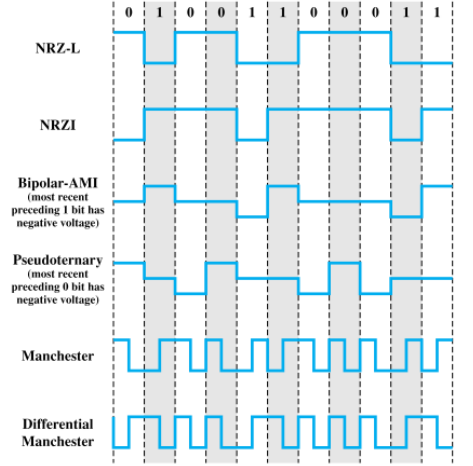 0 1 0 0 1 1 0 0 0 1 1
NRZ-L
NRZI
Bipolar-AMI
(most recent
preceding 1 bit has
negative voltage)
Pseudoternary
(most recent
preceding 0 bit has
negative voltage)
Manchester
Differential
Manchester